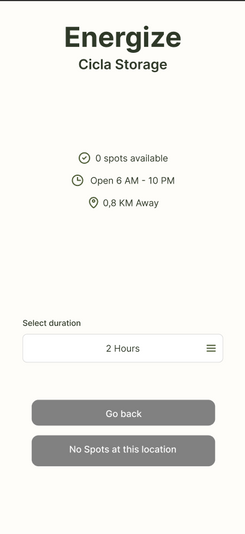 Energize
Cicla Storage
0 spots available
Open 6 AM - 10 PM
0,8 KM Away
Select duration
2 Hours
Go back
No Spots at this location